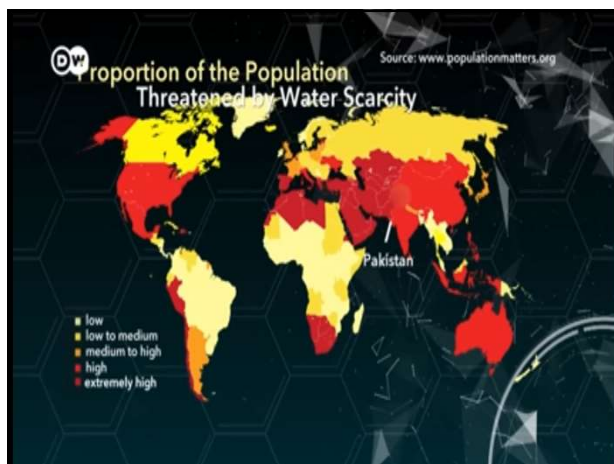 DW
Proportion of the Population
Threatened by Water Scarcity
Source: www.populationmatters.org
Pakistan
low
low to medium
medium to high
high
extremely high